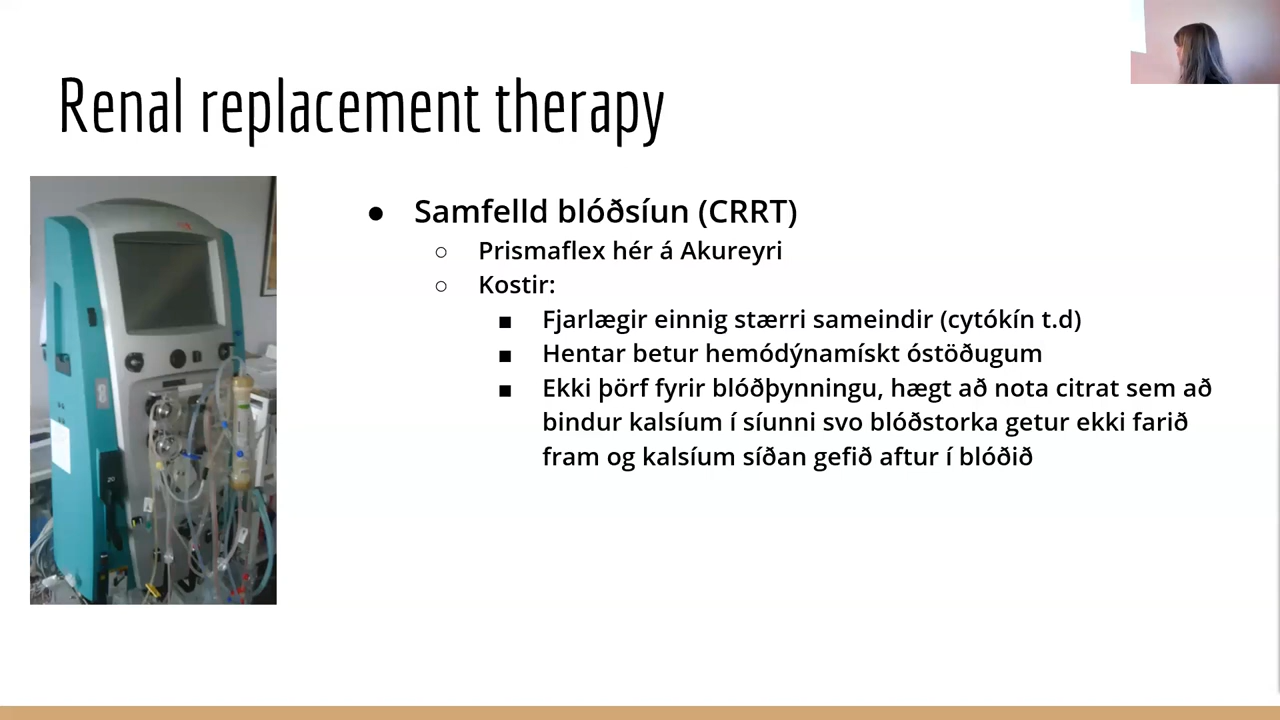 Renal replacement therapy
Samfelld blóðsíun (CRRT)
Prismaflex hér á Akureyri
Kostir:
Fjarlægir einnig stærri sameindir (cytókín t.d)
Hentar betur hemódýnamískt óstöðugum
Ekki þörf fyrir blóðþynningu, hægt að nota citrat sem að
bindur kalsíum í síunni svo blóðstorka getur ekki farið
fram og kalsíum síðan gefið aftur í blóðið